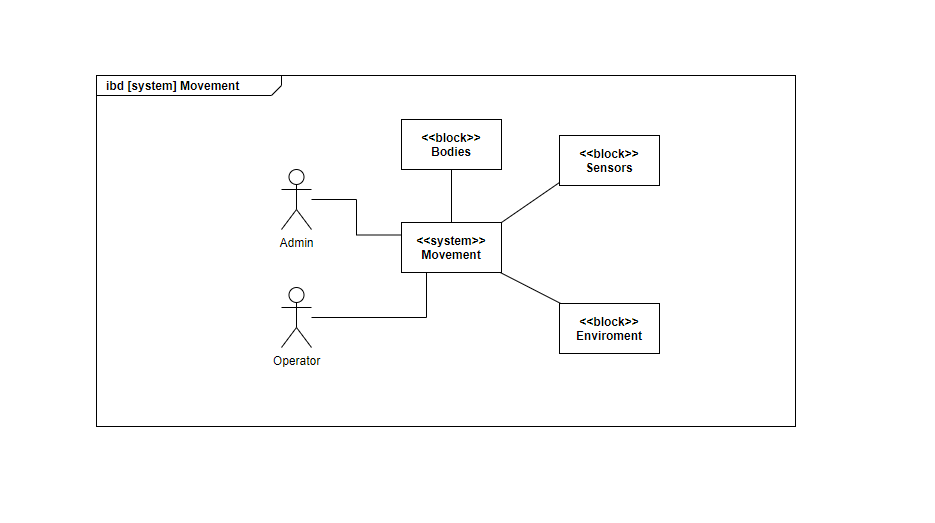 ibd [system] Movement
<<block>>
Bodies
<<block>>
Sensors
Admin
<<system>>
Movement
Operator
<<block>>
Enviroment